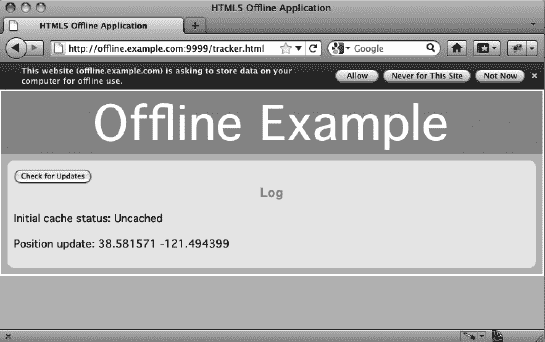 HTML5 Offline Application
HTML5 Offline Application
http://offline.example.com:9999/tracker.html
Google
This website (offline.example.com) is asking to store data on your
computer for offline use.
Allow
Never for This Site
Not Now
Offline Example
Check for Updates
Log
Initial cache status: Uncached
Position update: 38.581571 -121.494399